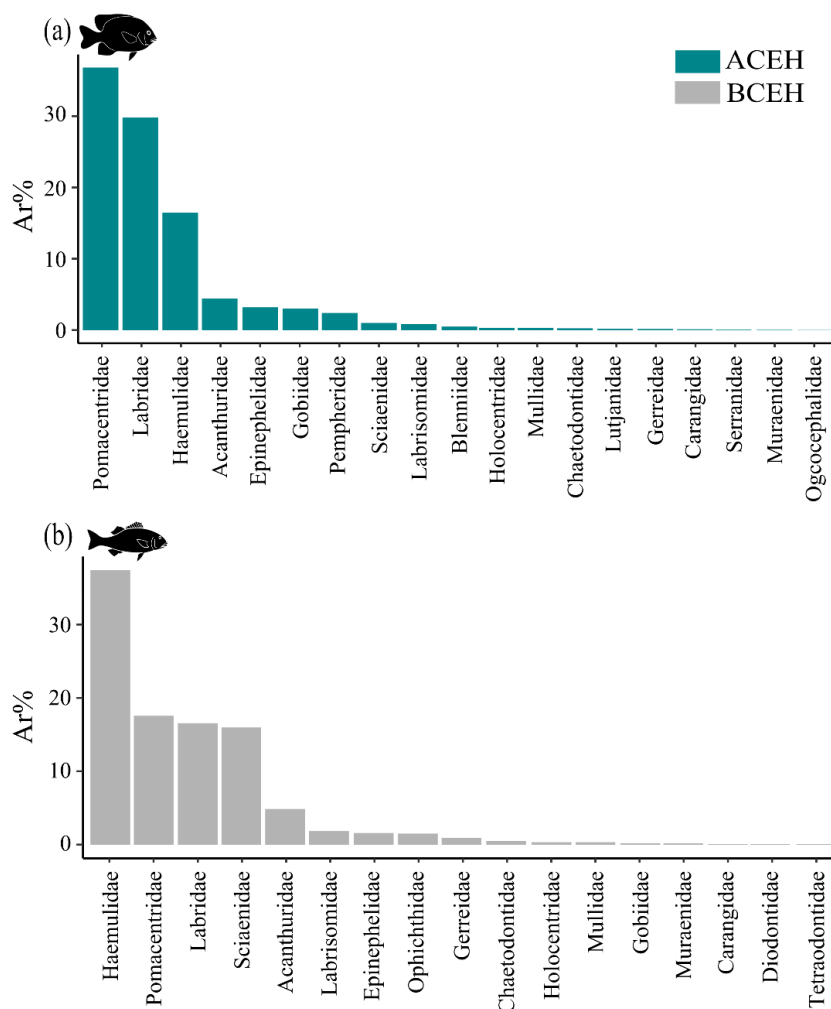 (a)
ACEH
BCEH
Ar%
30
20
10
0
Pomacentridae
Labridae
Haemulidae
Acanthuridae
Epinephelidae
Gobiidae
Pempheridae
Sciaenidae
Labrisomidae
Blenniidae
Holocentridae
Mullidae
Chaetodontidae
Lutjanidae
Gerreidae
Carangidae
Serranidae
Muraenidae
Ogcocephalidae
(b)
Ar%
30
20
10
0
Haemulidae
Pomacentridae
Labridae
Sciaenidae
Acanthuridae
Labrisomidae
Epinephelidae
Ophichthidae
Gerreidae
Chaetodontidae
Holocentridae
Mullidae
Gobiidae
Muraenidae
Carangidae
Diodontidae
Tetraodontidae